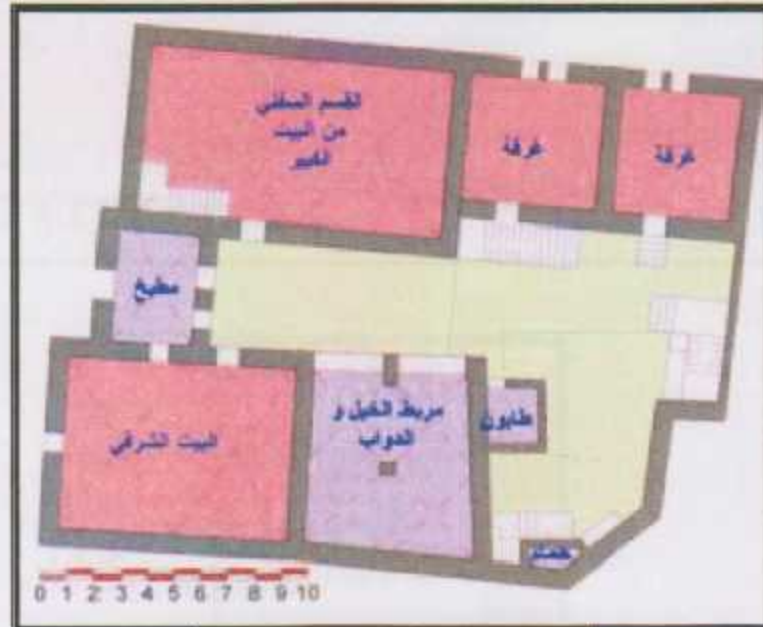 القسم السفلي
من البيت
الكبير
غرفة
غرفة
مطبخ
مربط الخيل و
الدواب
طابون
البيت الشرقي
0 1 2 3 4 5 6 7 8 9 10